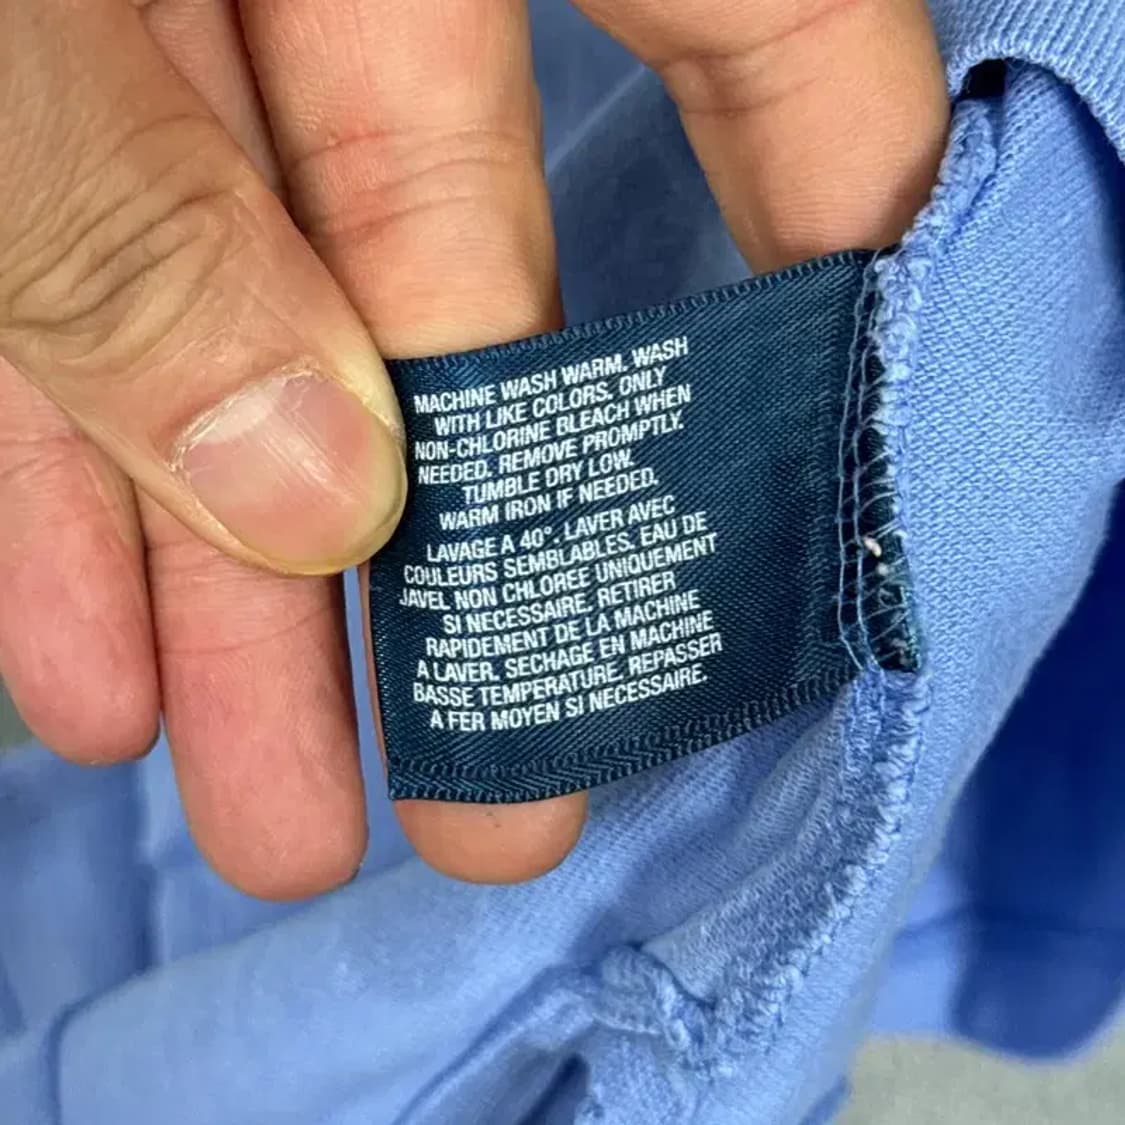 MACHINE WASH WARM. WASH
WITH LIKE COLORS. ONLY
NON-CHLORINE BLEACH WHEN
NEEDED. REMOVE PROMPTLY.
TUMBLE DRY LOW.
WARM IRON IF NEEDED.
LAVAGE A 40°. LAVER AVEC
COULEURS SEMBLABLES. EAU DE
JAVEL NON CHLOREE UNIQUEMENT
SI NECESSAIRE. RETIRER
RAPIDEMENT DE LA MACHINE
A LAVER. SECHAGE EN MACHINE
BASSE TEMPERATURE. REPASSER
A FER MOYEN SI NECESSAIRE.